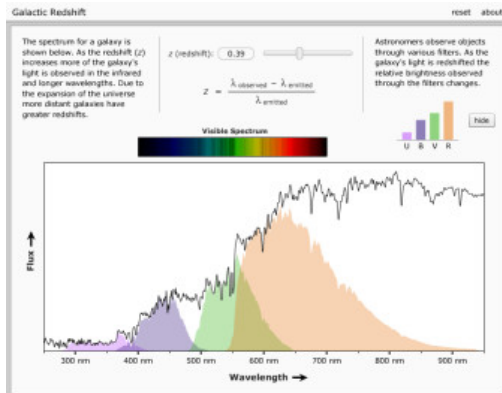 Galactic Redshift
reset about
The spectrum for a galaxy is
shown below. As the redshift (z)
increases more of the galaxy's
light is observed in the infrared
and longer wavelengths. Due to
the expansion of the universe
more distant galaxies have
greater redshifts.
z (redshift): 0.39
z = λ observed − λ emitted
λ emitted
Astronomers observe objects
through various filters. As the
galaxy's light is redshifted the
relative brightness observed
through the filters changes.
U B V R
hide
Visible Spectrum
Flux →
300 nm 400 nm 500 nm 600 nm 700 nm 800 nm 900 nm
Wavelength →